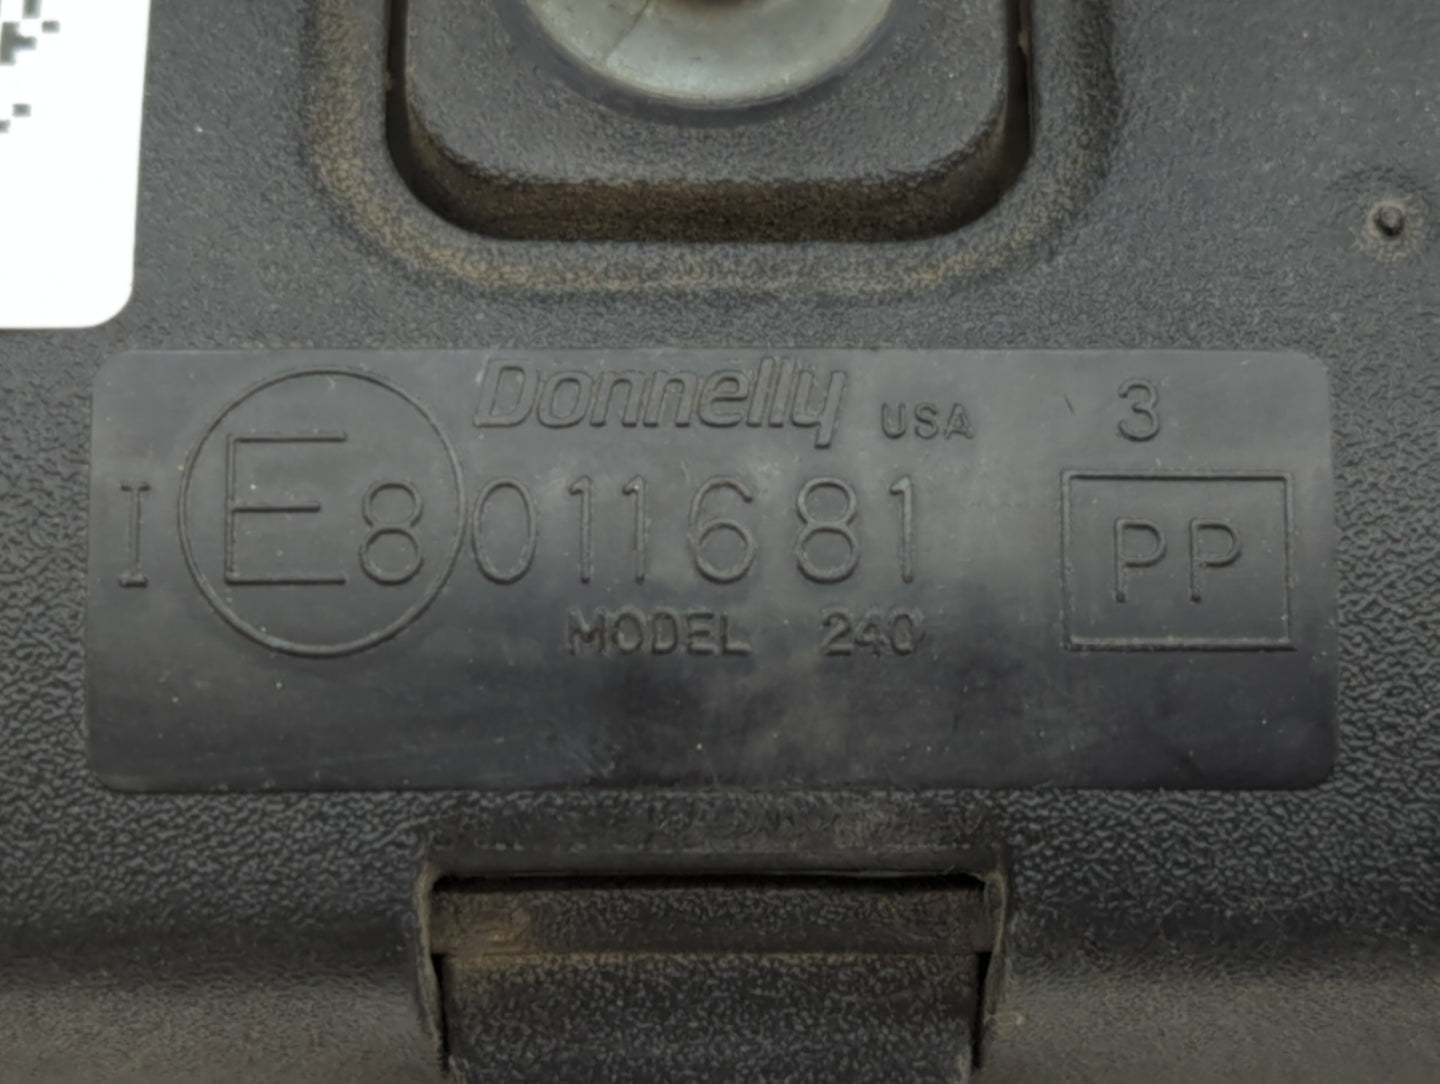 Donnelly USA 3
I E8 011681 PP
MODEL 240